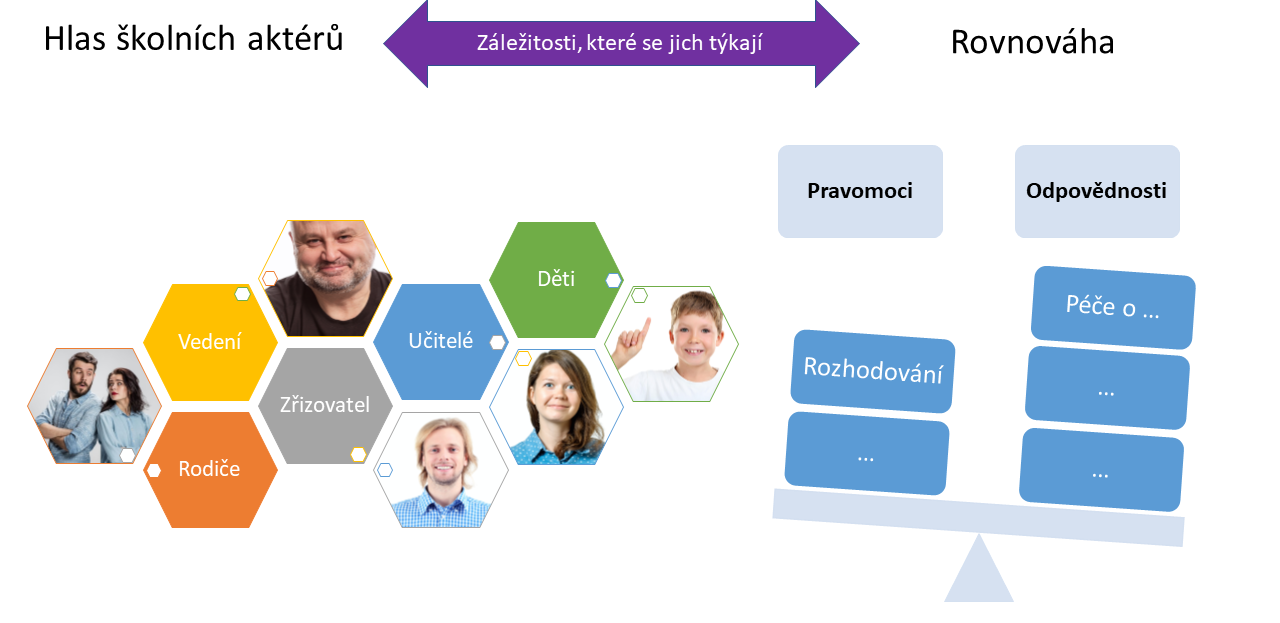 Hlas školních aktérů
Záležitosti, které se jich týkají
Rovnováha
Vedení
Rodiče
Zřizovatel
Učitelé
Děti
Pravomoci
Odpovědnosti
Rozhodování
...
Péče o ...
...
...